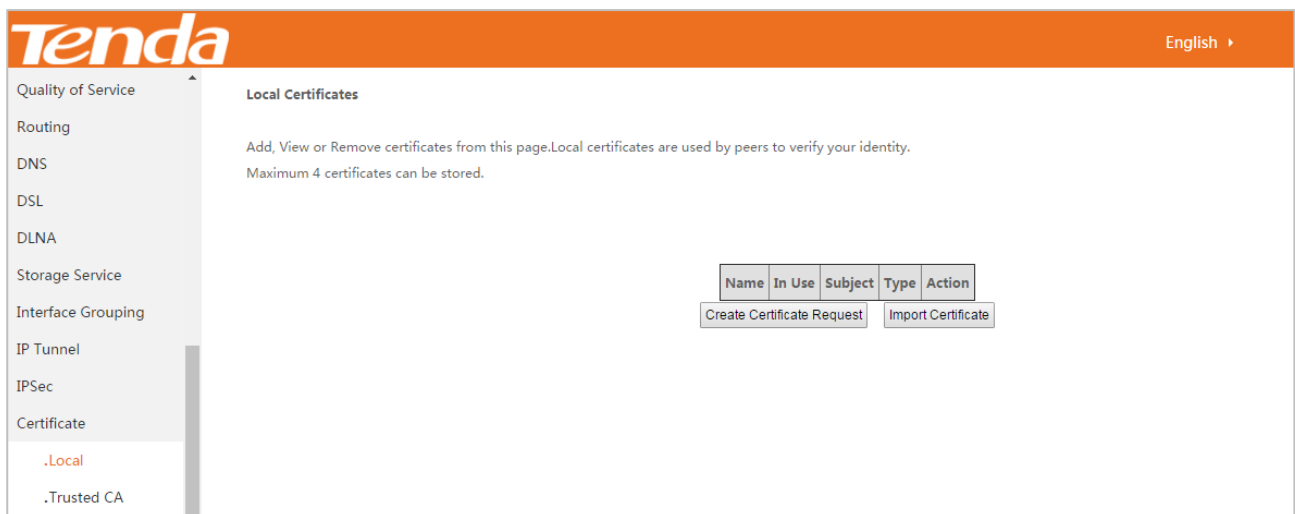 Tenda
English
Quality of Service
Routing
DNS
DSL
DLNA
Storage Service
Interface Grouping
IP Tunnel
IPSec
Certificate
.Local
.Trusted CA
Local Certificates
Add, View or Remove certificates from this page.Local certificates are used by peers to verify your identity.
Maximum 4 certificates can be stored.
Name In Use Subject Type Action
Create Certificate Request Import Certificate